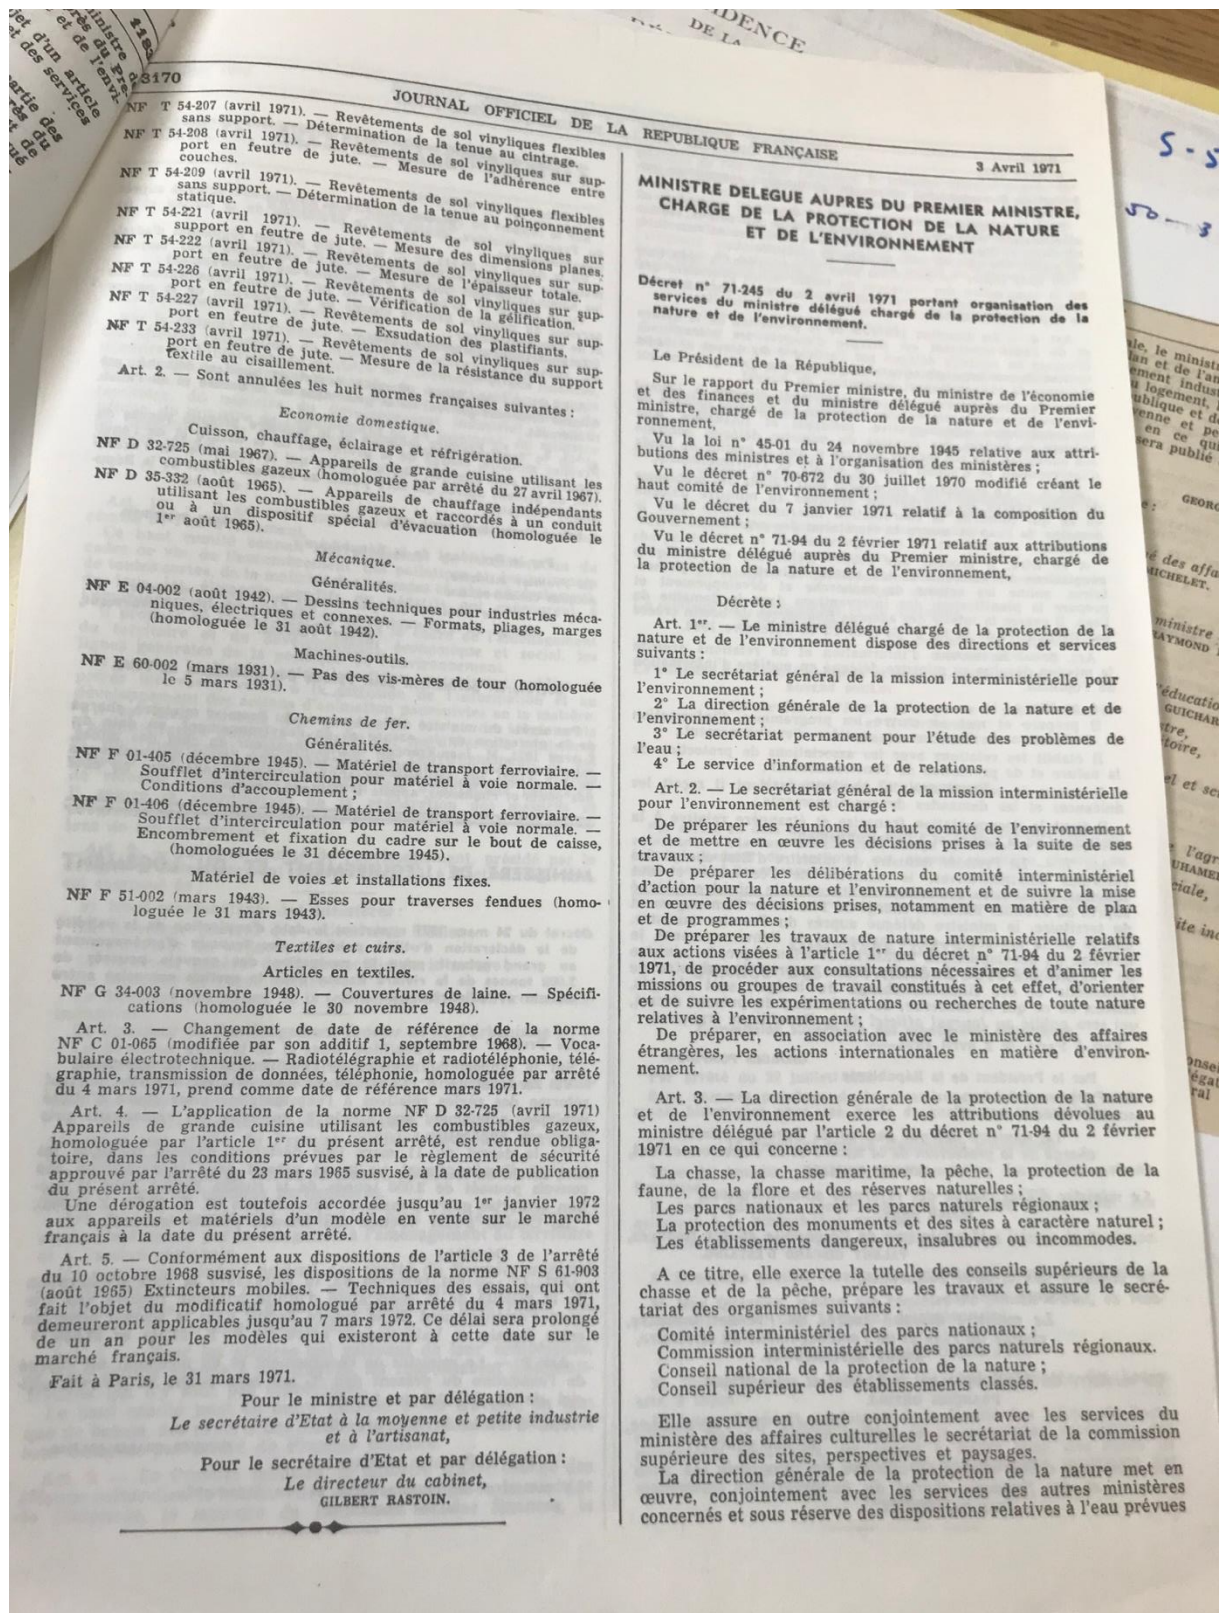 3170
JOURNAL OFFICIEL DE LA REPUBLIQUE FRANÇAISE
3 Avril 1971
NF T 54-207 (avril 1971). — Revêtements de sol vinyliques flexibles
sans support. — Détermination de la tenue au cintrage.
NF T 54-208 (avril 1971). — Revêtements de sol vinyliques sur sup-
port en feutre de jute. — Mesure de l'adhérence entre
couches.
NF T 54-209 (avril 1971). — Revêtements de sol vinyliques flexibles
sans support. — Détermination de la tenue au poinçonnement
statique.
NF T 54-221 (avril 1971). — Revêtements de sol vinyliques sur
support en feutre de jute. — Mesure des dimensions planes.
NF T 54-222 (avril 1971). — Revêtements de sol vinyliques sur sup-
port en feutre de jute. — Mesure de l'épaisseur totale.
NF T 54-226 (avril 1971). — Revêtements de sol vinyliques sur sup-
port en feutre de jute. — Vérification de la gélification.
NF T 54-227 (avril 1971). — Revêtements de sol vinyliques sur sup-
port en feutre de jute. — Exsudation des plastifiants.
NF T 54-233 (avril 1971). — Revêtements de sol vinyliques sur sup-
port en feutre de jute. — Mesure de la résistance du support
textile au cisaillement.
Art. 2. — Sont annulées les huit normes françaises suivantes :
Economie domestique.
Cuisson, chauffage, éclairage et réfrigération.
NF D 32-725 (mai 1967). — Appareils de grande cuisine utilisant les
combustibles gazeux (homologuée par arrêté du 27 avril 1967).
NF D 35-332 (août 1965). — Appareils de chauffage indépendants
utilisant les combustibles gazeux et raccordés à un conduit
ou à un dispositif spécial d'évacuation (homologuée le
1er août 1965).
Mécanique.
Généralités.
NF E 04-002 (août 1942). — Dessins techniques pour industries méca-
niques, électriques et connexes. — Formats, pliages, marges
(homologuée le 31 août 1942).
Machines-outils.
NF E 60-002 (mars 1931). — Pas des vis-mères de tour (homologuée
le 5 mars 1931).
Chemins de fer.
Généralités.
NF F 01-405 (décembre 1945). — Matériel de transport ferroviaire. —
Soufflet d'intercirculation pour matériel à voie normale. —
Conditions d'accouplement ;
NF F 01-406 (décembre 1945). — Matériel de transport ferroviaire. —
Soufflet d'intercirculation pour matériel à voie normale. —
Encombrement et fixation du cadre sur le bout de caisse,
(homologuées le 31 décembre 1945).
Matériel de voies et installations fixes.
NF F 51-002 (mars 1943). — Esses pour traverses fendues (homo-
loguée le 31 mars 1943).
Textiles et cuirs.
Articles en textiles.
NF G 34-003 (novembre 1948). — Couvertures de laine. — Spécifi-
cations (homologuée le 30 novembre 1948).
Art. 3. — Changement de date de référence de la norme
NF C 01-065 (modifiée par son additif 1, septembre 1968). — Voca-
bulaire électrotechnique. — Radiotélégraphie et radiotéléphonie, télé-
graphie, transmission de données, téléphonie, homologuée par arrêté
du 4 mars 1971, prend comme date de référence mars 1971.
Art. 4. — L'application de la norme NF D 32-725 (avril 1971)
Appareils de grande cuisine utilisant les combustibles gazeux,
homologuée par l'article 1er du présent arrêté, est rendue obliga-
toire, dans les conditions prévues par le règlement de sécurité
approuvé par l'arrêté du 23 mars 1965 susvisé, à la date de publication
du présent arrêté.
Une dérogation est toutefois accordée jusqu'au 1er janvier 1972
aux appareils et matériels d'un modèle en vente sur le marché
français à la date du présent arrêté.
Art. 5. — Conformément aux dispositions de l'article 3 de l'arrêté
du 10 octobre 1968 susvisé, les dispositions de la norme NF S 61-903
(août 1965) Extincteurs mobiles. — Techniques des essais, qui ont
fait l'objet du modificatif homologué par arrêté du 4 mars 1971,
demeureront applicables jusqu'au 7 mars 1972. Ce délai sera prolongé
de un an pour les modèles qui existeront à cette date sur le
marché français.
Fait à Paris, le 31 mars 1971.
Pour le ministre et par délégation :
Le secrétaire d'Etat à la moyenne et petite industrie
et à l'artisanat,
Pour le secrétaire d'Etat et par délégation :
Le directeur du cabinet,
GILBERT RASTOIN.
MINISTRE DELEGUE AUPRES DU PREMIER MINISTRE,
CHARGE DE LA PROTECTION DE LA NATURE
ET DE L'ENVIRONNEMENT
Décret n° 71-245 du 2 avril 1971 portant organisation des
services du ministre délégué chargé de la protection de la
nature et de l'environnement.
Le Président de la République,
Sur le rapport du Premier ministre, du ministre de l'économie
et des finances et du ministre délégué auprès du Premier
ministre, chargé de la protection de la nature et de l'envi-
ronnement,
Vu la loi n° 45-01 du 24 novembre 1945 relative aux attri-
butions des ministres et à l'organisation des ministères ;
Vu le décret n° 70-672 du 30 juillet 1970 modifié créant le
haut comité de l'environnement ;
Vu le décret du 7 janvier 1971 relatif à la composition du
Gouvernement ;
Vu le décret n° 71-94 du 2 février 1971 relatif aux attributions
du ministre délégué auprès du Premier ministre, chargé de
la protection de la nature et de l'environnement,
Décrète :
Art. 1er. — Le ministre délégué chargé de la protection de la
nature et de l'environnement dispose des directions et services
suivants :
1° Le secrétariat général de la mission interministérielle pour
l'environnement ;
2° La direction générale de la protection de la nature et de
l'environnement ;
3° Le secrétariat permanent pour l'étude des problèmes de
l'eau ;
4° Le service d'information et de relations.
Art. 2. — Le secrétariat général de la mission interministérielle
pour l'environnement est chargé :
De préparer les réunions du haut comité de l'environnement
et de mettre en œuvre les décisions prises à la suite de ses
travaux ;
De préparer les délibérations du comité interministériel
d'action pour la nature et l'environnement et de suivre la mise
en œuvre des décisions prises, notamment en matière de plan
et de programmes ;
De préparer les travaux de nature interministérielle relatifs
aux actions visées à l'article 1er du décret n° 71-94 du 2 février
1971, de procéder aux consultations nécessaires et d'animer les
missions ou groupes de travail constitués à cet effet, d'orienter
et de suivre les expérimentations ou recherches de toute nature
relatives à l'environnement ;
De préparer, en association avec le ministère des affaires
étrangères, les actions internationales en matière d'environ-
nement.
Art. 3. — La direction générale de la protection de la nature
et de l'environnement exerce les attributions dévolues au
ministre délégué par l'article 2 du décret n° 71-94 du 2 février
1971 en ce qui concerne :
La chasse, la chasse maritime, la pêche, la protection de la
faune, de la flore et des réserves naturelles ;
Les parcs nationaux et les parcs naturels régionaux ;
La protection des monuments et des sites à caractère naturel ;
Les établissements dangereux, insalubres ou incommodes.
A ce titre, elle exerce la tutelle des conseils supérieurs de la
chasse et de la pêche, prépare les travaux et assure le secré-
tariat des organismes suivants :
Comité interministériel des parcs nationaux ;
Commission interministérielle des parcs naturels régionaux.
Conseil national de la protection de la nature ;
Conseil supérieur des établissements classés.
Elle assure en outre conjointement avec les services du
ministère des affaires culturelles le secrétariat de la commission
supérieure des sites, perspectives et paysages.
La direction générale de la protection de la nature met en
œuvre, conjointement avec les services des autres ministères
concernés et sous réserve des dispositions relatives à l'eau prévues